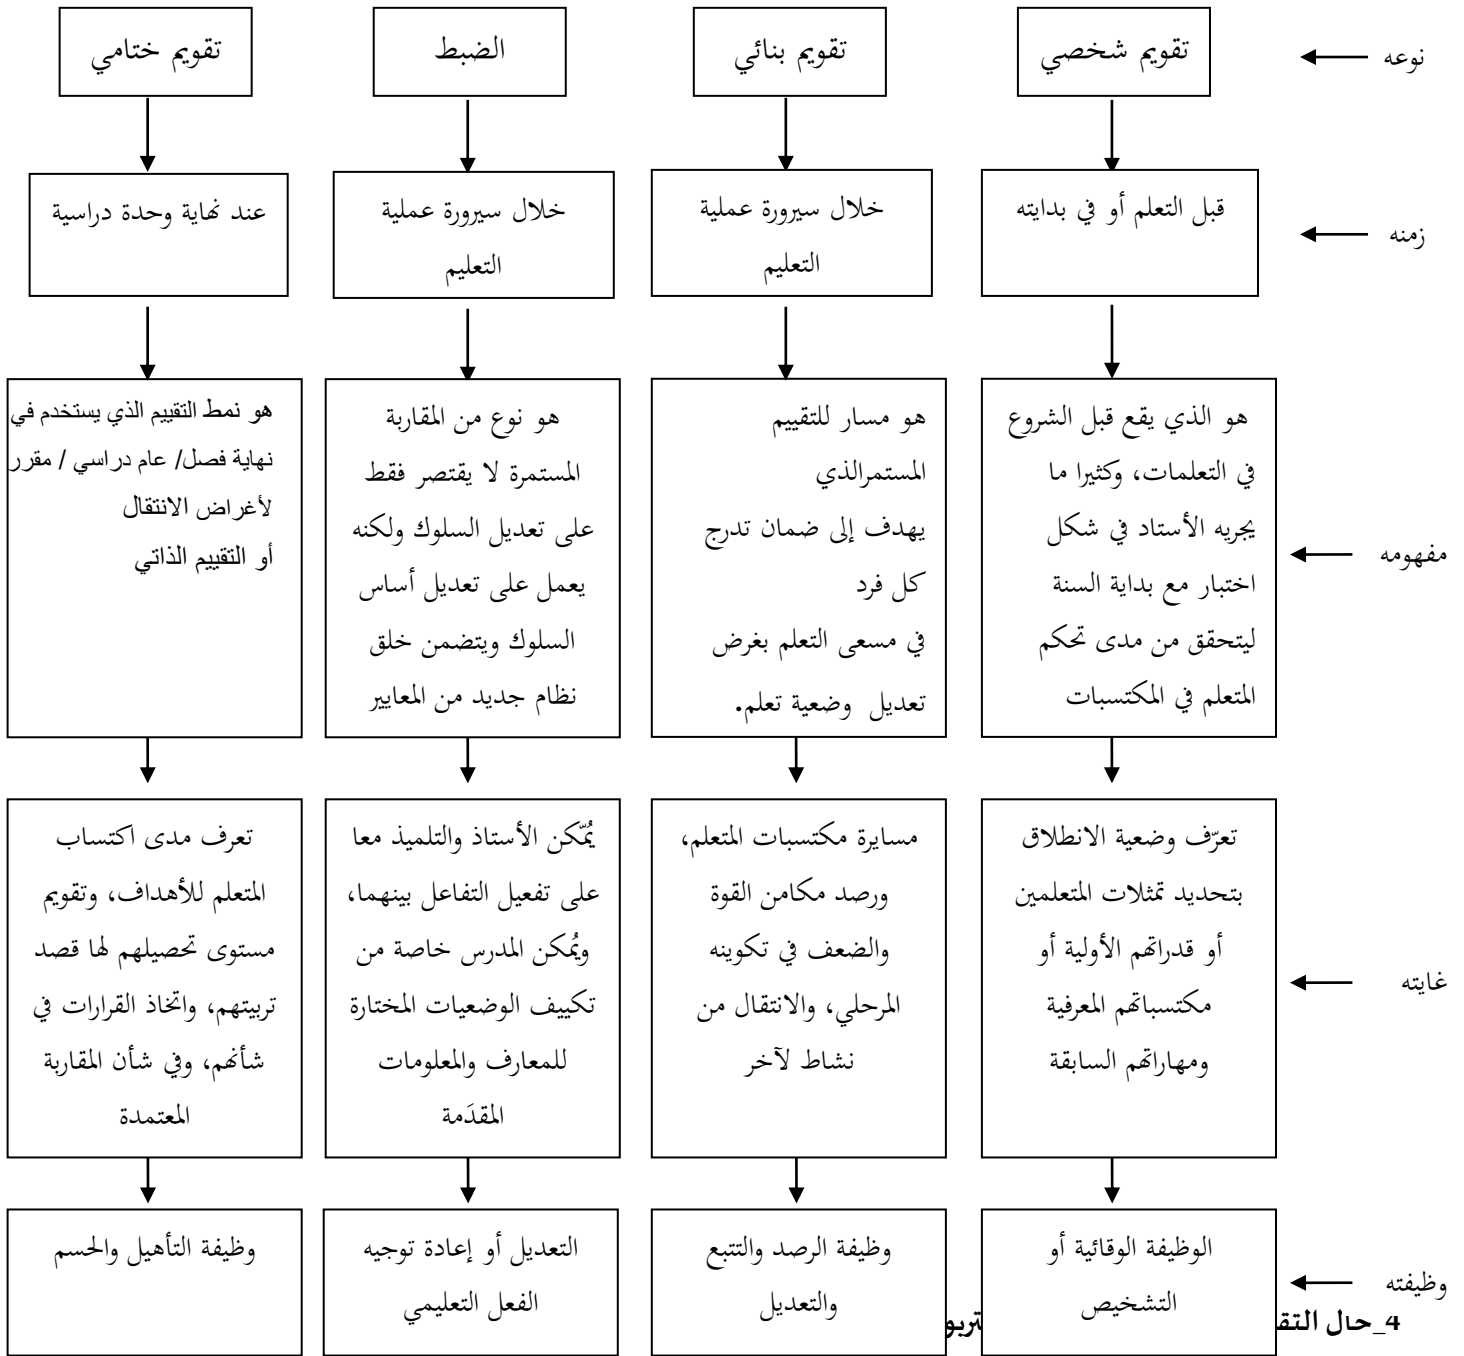 نوعه
تقويم شخصي
تقويم بنائي
الضبط
تقويم ختامي
زمنه
قبل التعلم أو في بدايته
خلال سيرورة عملية
التعليم
خلال سيرورة عملية
التعليم
عند نهاية وحدة دراسية
مفهومه
هو الذي يقع قبل الشروع
في التعلمات، وكثيرا ما
يجريه الأستاد في شكل
اختبار مع بداية السنة
ليتحقق من مدى تحكم
المتعلم في المكتسبات
هو مسار للتقييم
المستمرالذي
يهدف إلى ضمان تدرج
كل فرد
في مسعى التعلم بغرض
تعديل وضعية تعلم.
هو نوع من المقاربة
المستمرة لا يقتصر فقط
على تعديل السلوك ولكنه
يعمل على تعديل أساس
السلوك ويتضمن خلق
نظام جديد من المعايير
هو نمط التقييم الذي يستخدم في
نهاية فصل/ عام دراسي / مقرر
لأغراض الانتقال
أو التقييم الذاتي
غايته
تعرّف وضعية الانطلاق
بتحديد تمثلات المتعلمين
أو قدراتهم الأولية أو
مكتسباتهم المعرفية
ومهاراتهم السابقة
مسايرة مكتسبات المتعلم،
ورصد مكامن القوة
والضعف في تكوينه
المرحلي، والانتقال من
نشاط لآخر
يُمّكن الأستاذ والتلميذ معا
على تفعيل التفاعل بينهما،
ويُمكن المدرس خاصة من
تكييف الوضعيات المختارة
للمعارف والمعلومات
المقدَمة
تعرف مدى اكتساب
المتعلم للأهداف، وتقويم
مستوى تحصيلهم لها قصد
تربيتهم، واتخاذ القرارات في
شأنهم، وفي شأن المقاربة
المعتمدة
وظيفته
الوظيفة الوقائية أو
التشخيص
وظيفة الرصد والتتبع
والتعديل
التعديل أو إعادة توجيه
الفعل التعليمي
وظيفة التأهيل والحسم
4_حال